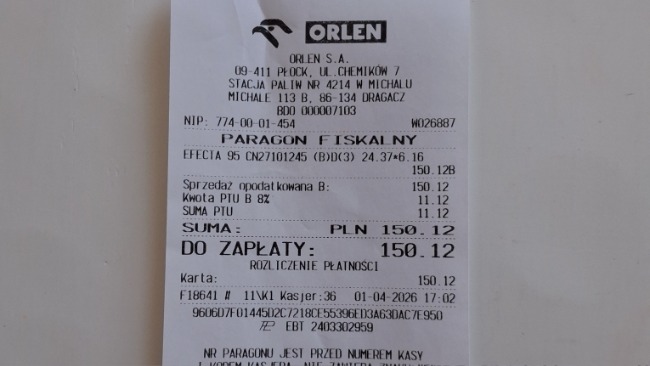 ORLEN
ORLEN S.A.
09-411 PŁOCK, UL.CHEMIKÓW 7
STACJA PALIW NR 4214 W MICHALU
MICHALE 113 B, 86-134 DRAGACZ
BDO 000007103
NIP: 774-00-01-454 W026887
PARAGON FISKALNY
EFECTA 95 CN27101245 (B)D(3) 24.37*6.16
150.12B
Sprzedaż opodatkowana B: 150.12
Kwota PTU B 8% 11.12
SUMA PTU 11.12
SUMA: PLN 150.12
DO ZAPŁATY: 150.12
ROZLICZENIE PŁATNOŚCI
Karta: 150.12
F18641 # 11\K1 Kasjer:36 01-04-2026 17:02
9606D7F01445D2C7218CE55396ED3A63DAC7E950
EBT 2403302959
NR PARAGONU JEST PRZED NUMEREM KASY